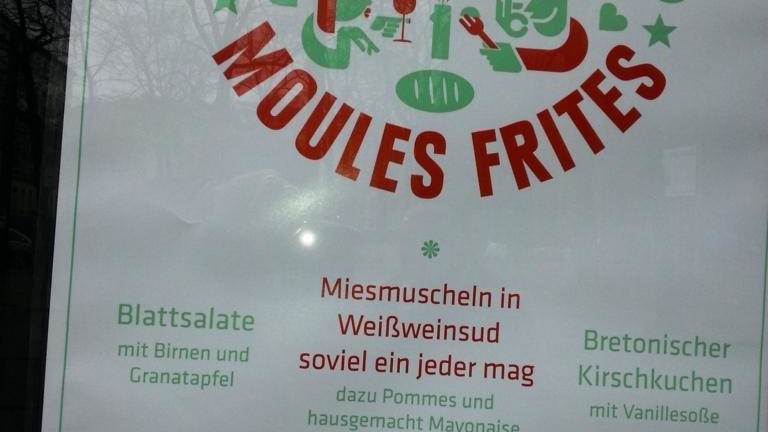 MOULES FRITES
Blattsalate
mit Birnen und
Granatapfel
Miesmuscheln in
Weißweinsud
soviel ein jeder mag
dazu Pommes und
hausgemacht Mayonaise
Bretonischer
Kirschkuchen
mit Vanillesoße